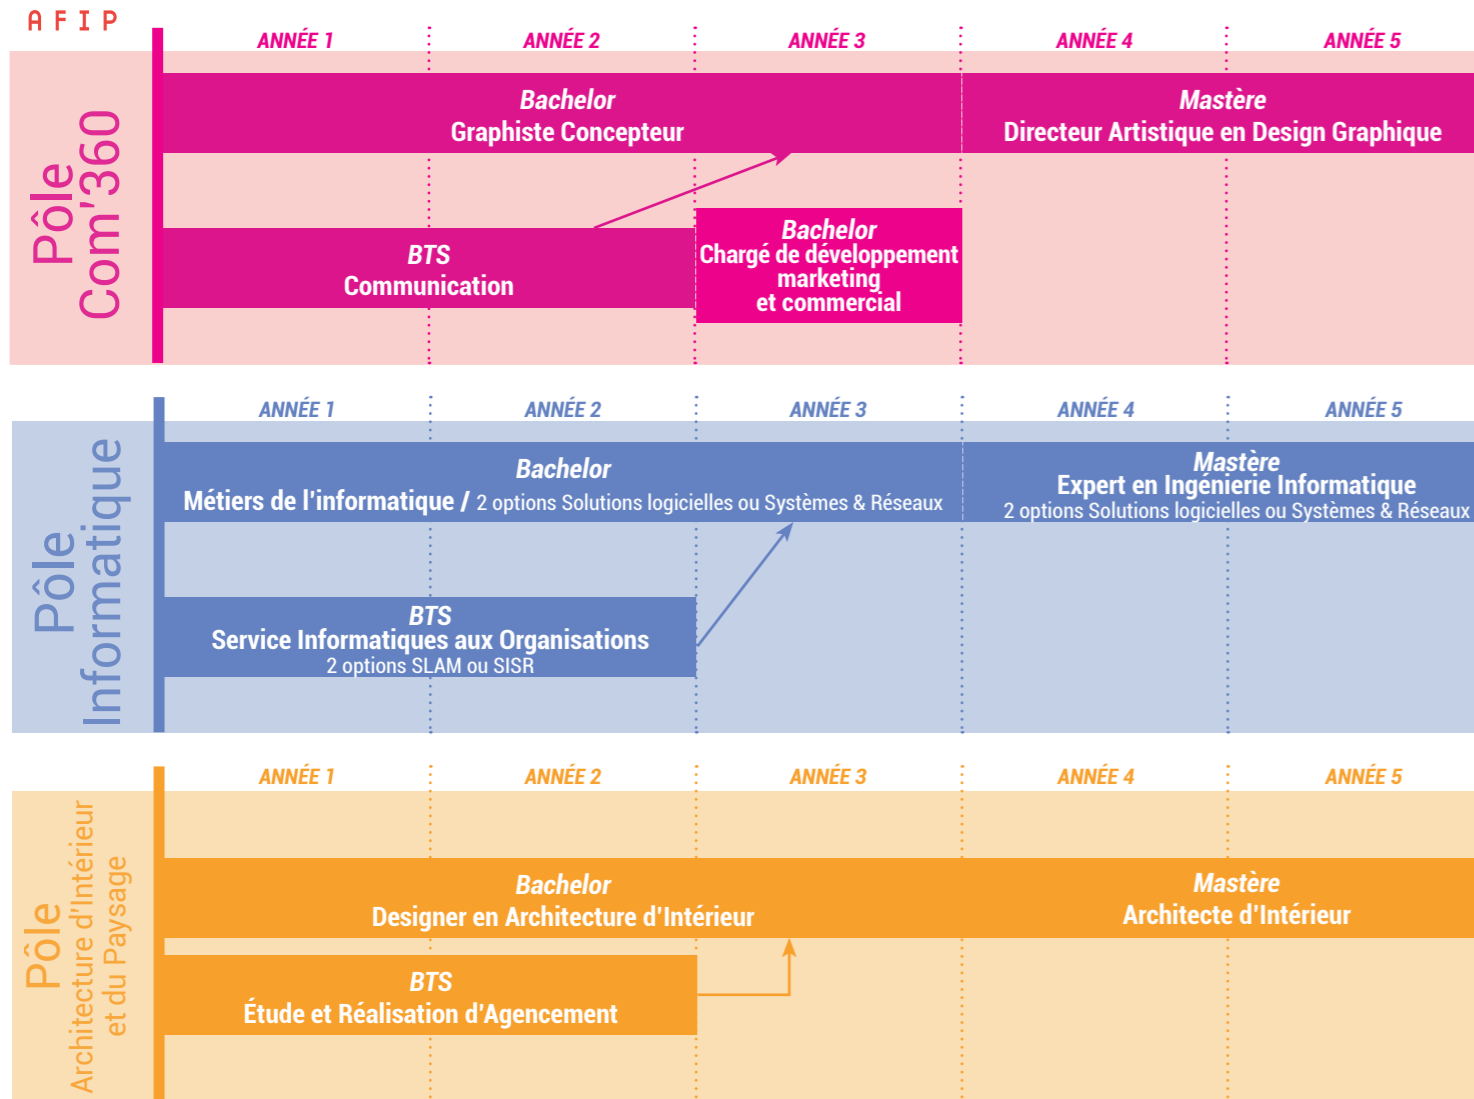 AFIP
ANNÉE 1 ANNÉE 2 ANNÉE 3 ANNÉE 4 ANNÉE 5
Pôle
Com'360
Bachelor
Graphiste Concepteur
Mastère
Directeur Artistique en Design Graphique
BTS
Communication
Bachelor
Chargé de développement
marketing
et commercial
ANNÉE 1 ANNÉE 2 ANNÉE 3 ANNÉE 4 ANNÉE 5
Pôle
Informatique
Bachelor
Métiers de l'informatique / 2 options Solutions logicielles ou Systèmes & Réseaux
Mastère
Expert en Ingénierie Informatique
2 options Solutions logicielles ou Systèmes & Réseaux
BTS
Service Informatiques aux Organisations
2 options SLAM ou SISR
ANNÉE 1 ANNÉE 2 ANNÉE 3 ANNÉE 4 ANNÉE 5
Pôle
Architecture d'Intérieur
et du Paysage
Bachelor
Designer en Architecture d'Intérieur
Mastère
Architecte d'Intérieur
BTS
Étude et Réalisation d'Agencement